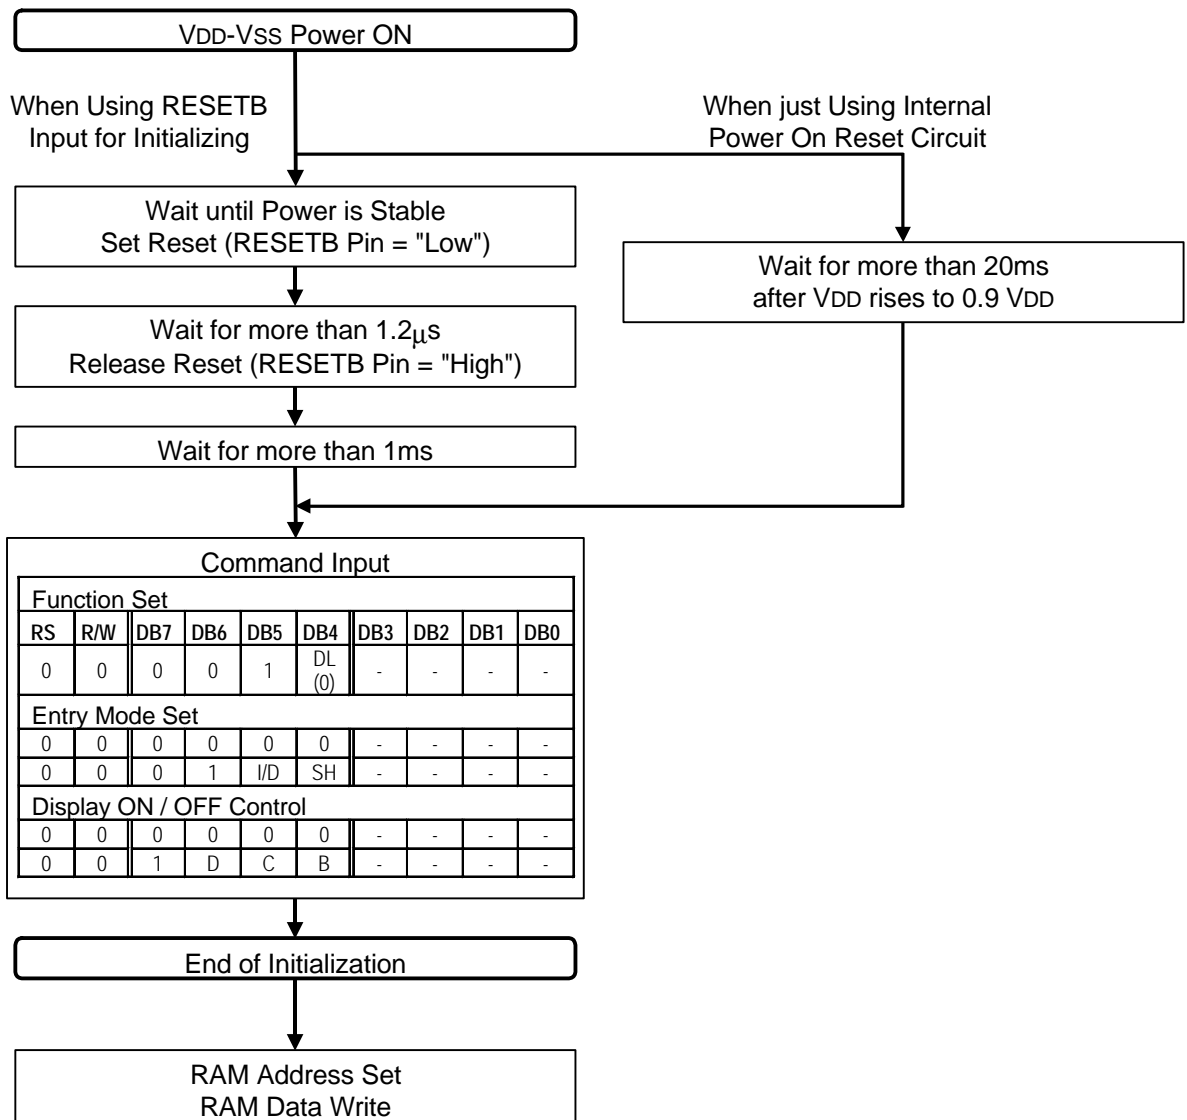 VDD-VSS Power ON
When Using RESETB
Input for Initializing
When just Using Internal
Power On Reset Circuit
Wait until Power is Stable
Set Reset (RESETB Pin = "Low")
Wait for more than 20ms
after VDD rises to 0.9 VDD
Wait for more than 1.2μs
Release Reset (RESETB Pin = "High")
Wait for more than 1ms
Command Input
Function Set
RS R/W DB7 DB6 DB5 DB4 DB3 DB2 DB1 DB0
0 0 0 0 1 DL (0) - - - -
Entry Mode Set
0 0 0 0 0 0 - - - -
0 0 0 1 I/D SH - - - -
Display ON / OFF Control
0 0 0 0 0 0 - - - -
0 0 1 D C B - - - -
End of Initialization
RAM Address Set
RAM Data Write